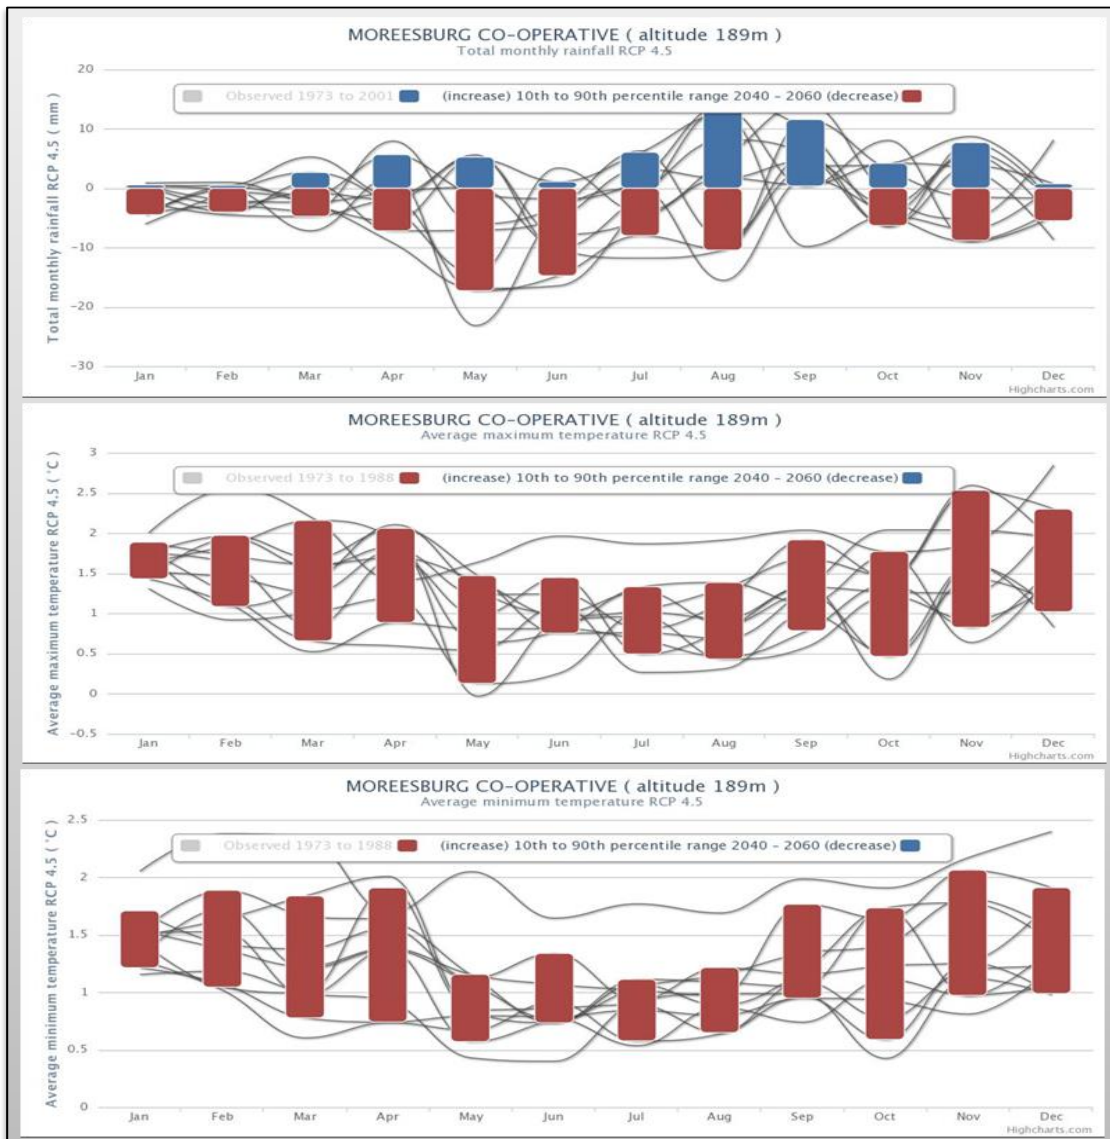 MOREESBURG CO-OPERATIVE ( altitude 189m )
Total monthly rainfall RCP 4.5
Observed 1973 to 2001 (increase) 10th to 90th percentile range 2040 - 2060 (decrease)
Total monthly rainfall RCP 4.5 ( mm )
20
10
0
-10
-20
-30
Jan Feb Mar Apr May Jun Jul Aug Sep Oct Nov Dec
Highcharts.com
MOREESBURG CO-OPERATIVE ( altitude 189m )
Average maximum temperature RCP 4.5
Observed 1973 to 1988 (increase) 10th to 90th percentile range 2040 - 2060 (decrease)
Average maximum temperature RCP 4.5 ( °C )
3
2.5
2
1.5
1
0.5
0
-0.5
Jan Feb Mar Apr May Jun Jul Aug Sep Oct Nov Dec
Highcharts.com
MOREESBURG CO-OPERATIVE ( altitude 189m )
Average minimum temperature RCP 4.5
Observed 1973 to 1988 (increase) 10th to 90th percentile range 2040 - 2060 (decrease)
Average minimum temperature RCP 4.5 ( °C )
2.5
2
1.5
1
0.5
0
Jan Feb Mar Apr May Jun Jul Aug Sep Oct Nov Dec
Highcharts.com